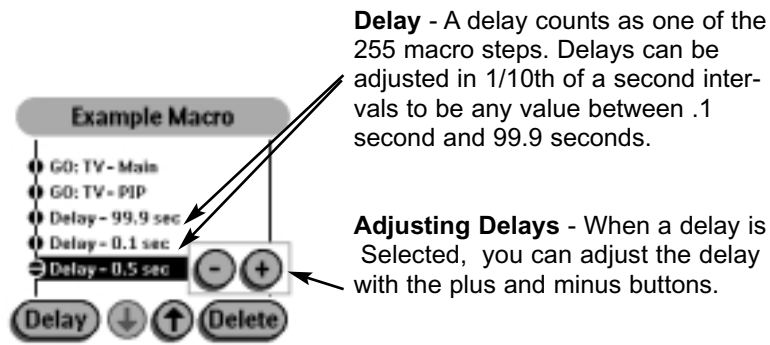 Delay - A delay counts as one of the
255 macro steps. Delays can be
adjusted in 1/10th of a second inter-
vals to be any value between .1
second and 99.9 seconds.
Example Macro
GO: TV - Main
GO: TV - PIP
Delay - 99.9 sec
Delay - 0.1 sec
Delay - 0.5 sec
- +
Delay ↓ ↑ Delete
Adjusting Delays - When a delay is
Selected, you can adjust the delay
with the plus and minus buttons.